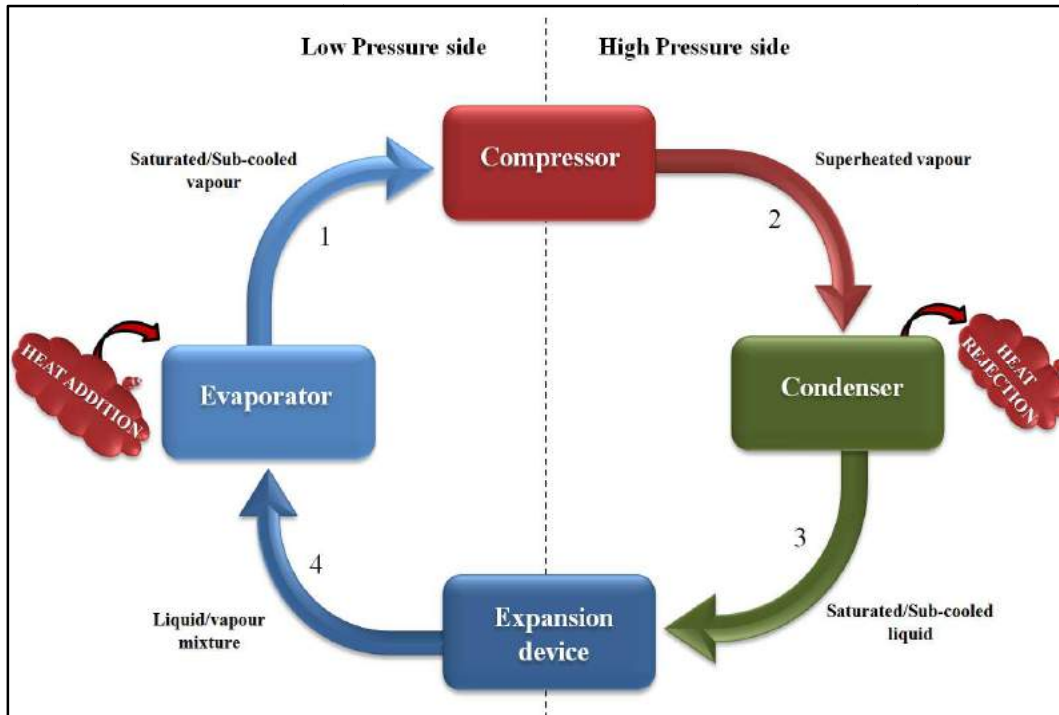 Low Pressure side
High Pressure side
Compressor
Saturated/Sub-cooled
vapour
Superheated vapour
1
2
HEAT ADDITION
Evaporator
Condenser
HEAT
REJECTION
4
3
Liquid/vapour
mixture
Expansion
device
Saturated/Sub-cooled
liquid